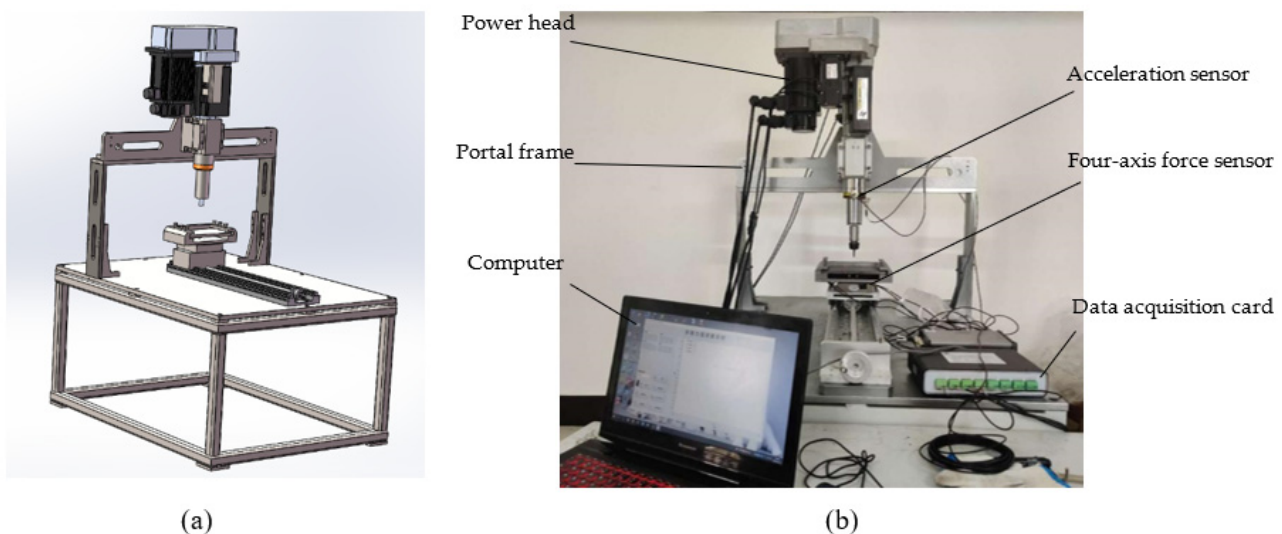 Power head
Acceleration sensor
Portal frame
Four-axis force sensor
Computer
Data acquisition card
(a)
(b)